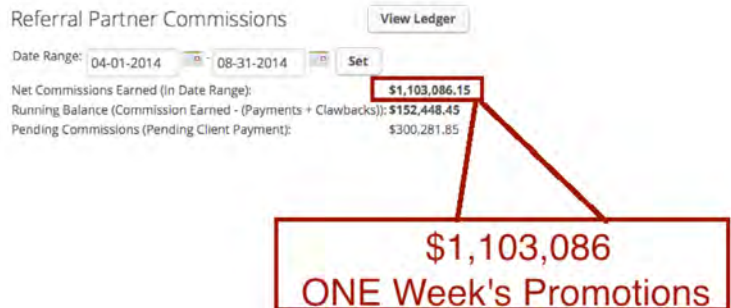 Referral Partner Commissions View Ledger
Date Range: 04-01-2014 - 08-31-2014 Set
Net Commissions Earned (In Date Range): $1,103,086.15
Running Balance (Commission Earned - (Payments + Clawbacks)): $152,448.45
Pending Commissions (Pending Client Payment): $300,281.85
$1,103,086
ONE Week's Promotions